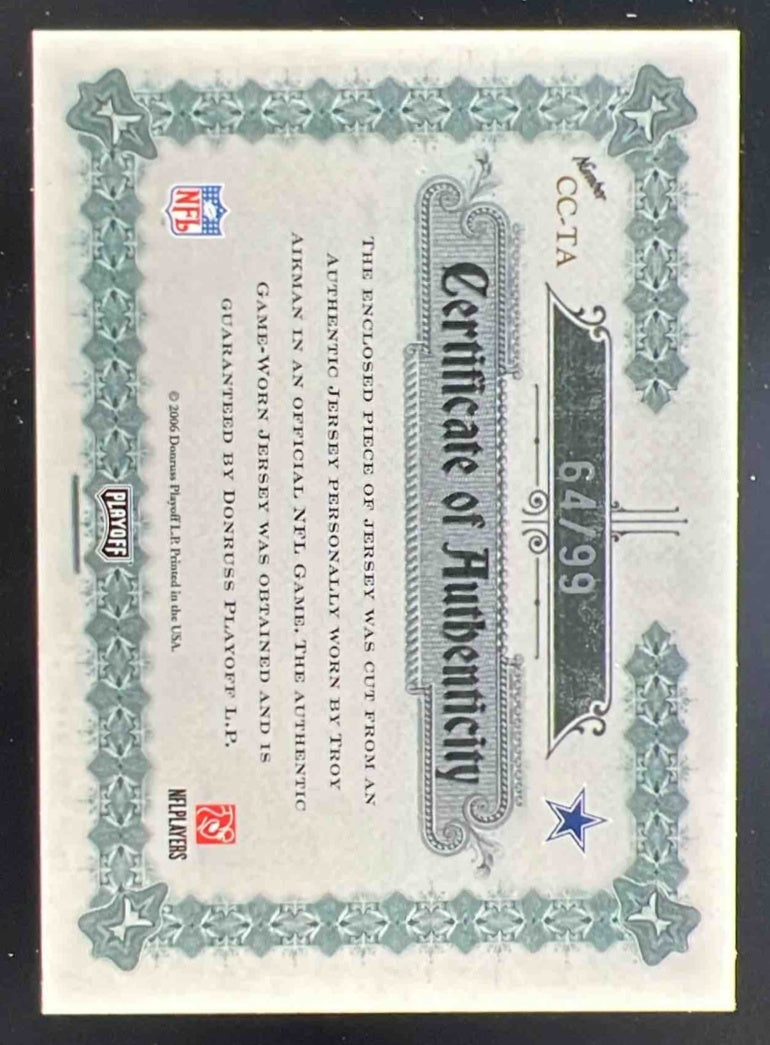 64/99
Number
CC-TA
Certificate of Authenticity
THE ENCLOSED PIECE OF JERSEY WAS CUT FROM AN
AUTHENTIC JERSEY PERSONALLY WORN BY TROY
AIKMAN IN AN OFFICIAL NFL GAME. THE AUTHENTIC
GAME-WORN JERSEY WAS OBTAINED AND IS
GUARANTEED BY DONRUSS PLAYOFF L.P.
NFL
NFLPLAYERS
© 2006 Donruss Playoff L.P. Printed in the USA.
PLAYOFF